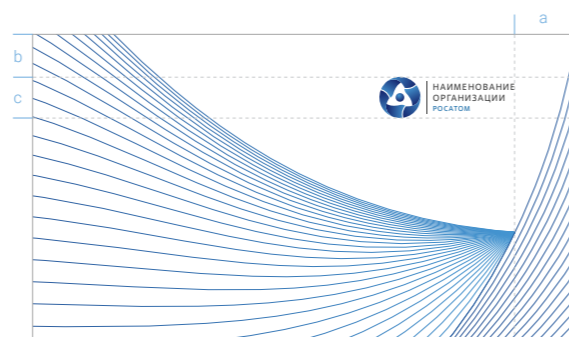 a
b
c
НАИМЕНОВАНИЕ
ОРГАНИЗАЦИИ
РОСАТОМ